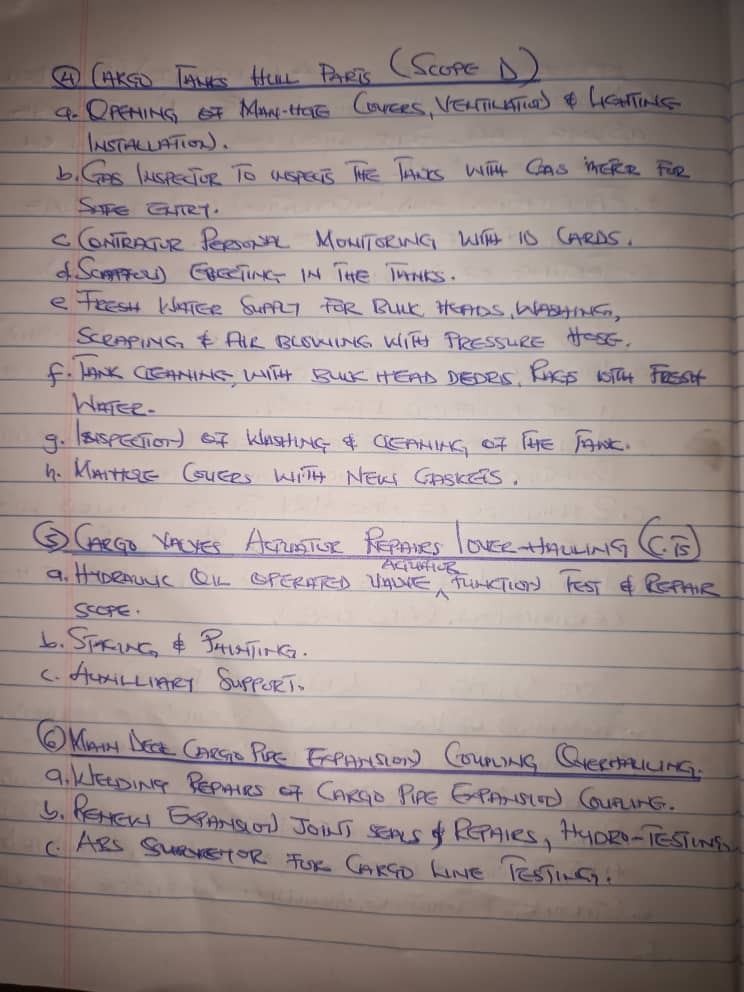 ④ CARGO TANKS HULL PARTS (SCOPE D)
a. OPENING OF MAN-HOLE COVERS, VENTILATION & LIGHTING
INSTALLATION.
b. GAS INSPECTOR TO INSPECTS THE TANKS WITH GAS METER FOR
SAFE ENTRY.
c CONTRACTOR PERSONAL MONITORING WITH ID CARDS.
d. SCAFFOLD ERECTING IN THE TANKS.
e FRESH WATER SUPPLY FOR BULK HEADS, WASHING,
SCRAPING & AIR BLOWING WITH PRESSURE HOSE.
f. TANK CLEANING, WITH BULK HEAD DEDRIS, RAGS WITH FRESH
WATER.
g. INSPECTION OF WASHING & CLEANING OF THE TANK.
h. MANHOLE COVERS WITH NEW GASKETS.
⑤ CARGO VALVES ACTUATOR REPAIRS / OVER-HAULING
a. HYDRAULIC OIL OPERATED VALVE ACTUATOR, FUNCTION TEST & REPAIR
SCOPE.
b. & PAINTING.
c. AUXILLIARY SUPPORT.
⑥ MAIN DECK CARGO PIPE EXPANSION COUPLING OVERHAULING.
a. WELDING REPAIRS OF CARGO PIPE EXPANSION COUPLING.
b. RENEW EXPANSION JOINT SEALS & REPAIRS, HYDRO-TESTING
c. ABS SURVEYOR FOR CARGO LINE TESTING.